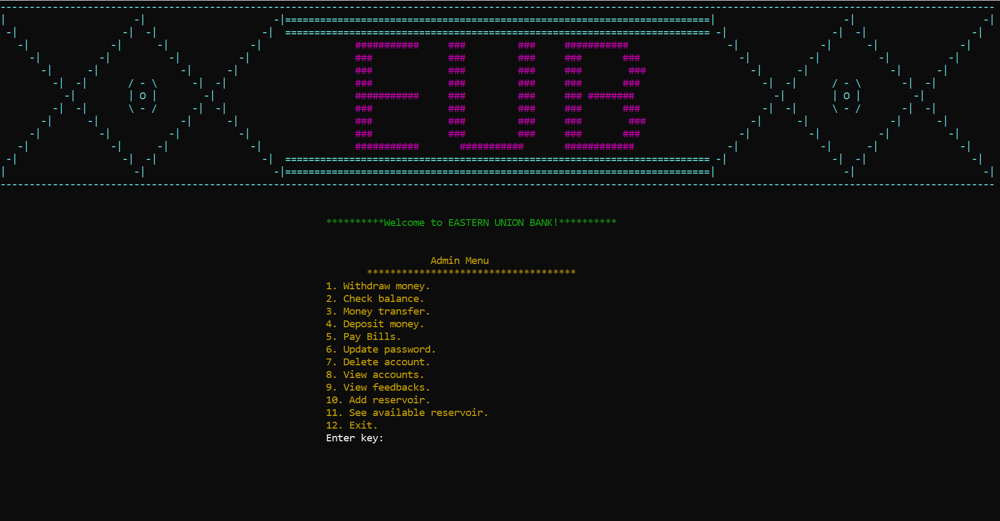 EUB
**********Welcome to EASTERN UNION BANK!**********
Admin Menu
************************************
1. Withdraw money.
2. Check balance.
3. Money transfer.
4. Deposit money.
5. Pay Bills.
6. Update password.
7. Delete account.
8. View accounts.
9. View feedbacks.
10. Add reservoir.
11. See available reservoir.
12. Exit.
Enter key: